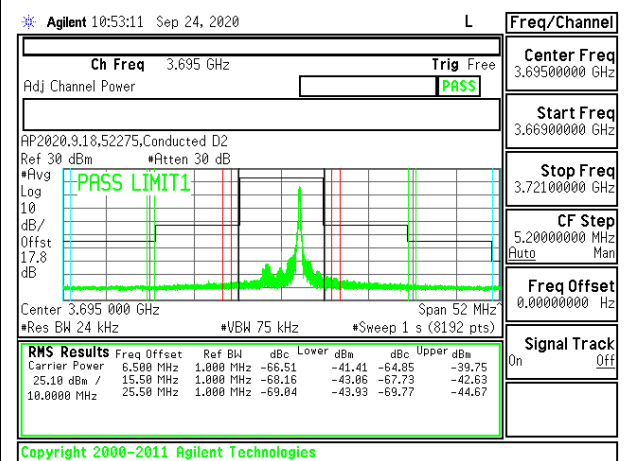 Agilent 10:53:11 Sep 24, 2020 L
Freq/Channel
Ch Freq 3.695 GHz Trig Free
Adj Channel Power PASS
Center Freq
3.69500000 GHz
Start Freq
3.66900000 GHz
Stop Freq
3.72100000 GHz
CF Step
5.20000000 MHz
Auto Man
Freq Offset
0.00000000 Hz
Signal Track
On Off
AP2020.9.18,52275,Conducted D2
Ref 30 dBm #Atten 30 dB
#Avg
Log
10
dB/
Offst
17.8
dB
PASS LIMIT1
Center 3.695 000 GHz Span 52 MHz^
#Res BW 24 kHz #VBW 75 kHz #Sweep 1 s (8192 pts)
RMS Results Freq Offset Ref BW dBc Lower dBm dBc Upper dBm
Carrier Power 6.500 MHz 1.000 MHz -66.51 -41.41 -64.85 -39.75
25.10 dBm / 15.50 MHz 1.000 MHz -68.16 -43.06 -67.73 -42.63
10.0000 MHz 25.50 MHz 1.000 MHz -69.04 -43.93 -69.77 -44.67
Copyright 2000-2011 Agilent Technologies